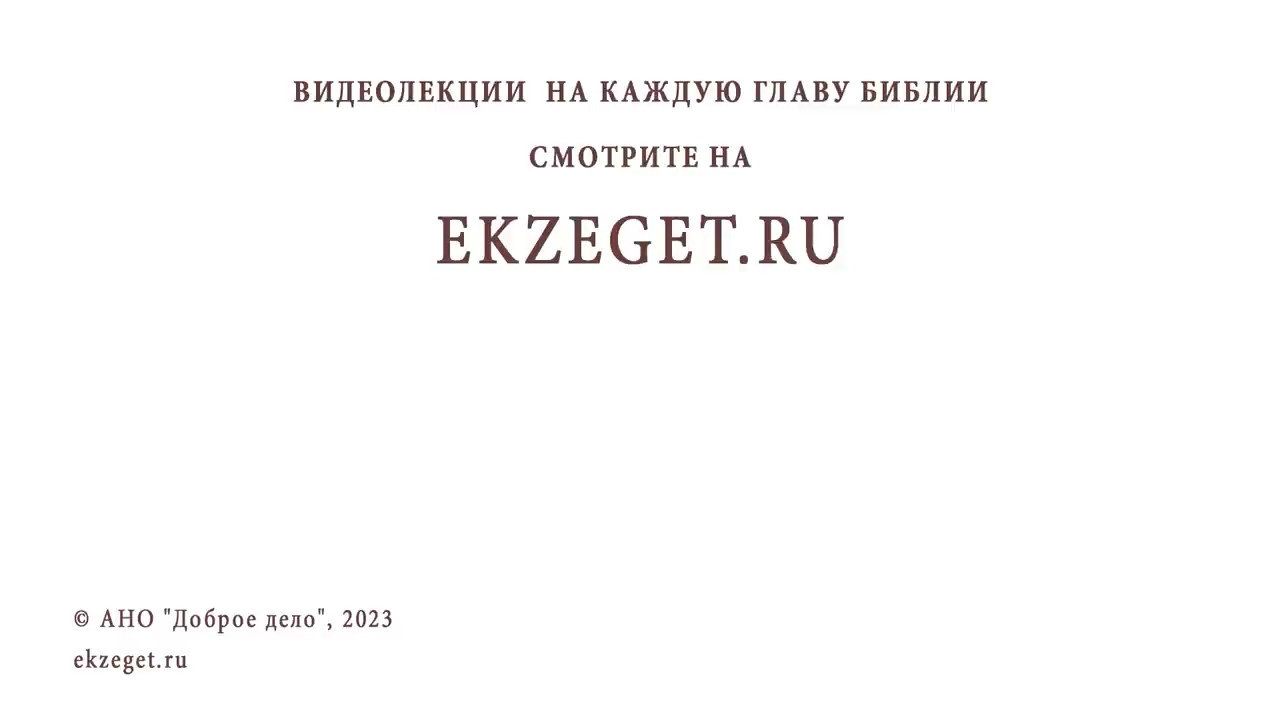 ВИДЕОЛЕКЦИИ НА КАЖДУЮ ГЛАВУ БИБЛИИ
СМОТРИТЕ НА
EKZEGET.RU
© АНО "Доброе дело", 2023
ekzeget.ru